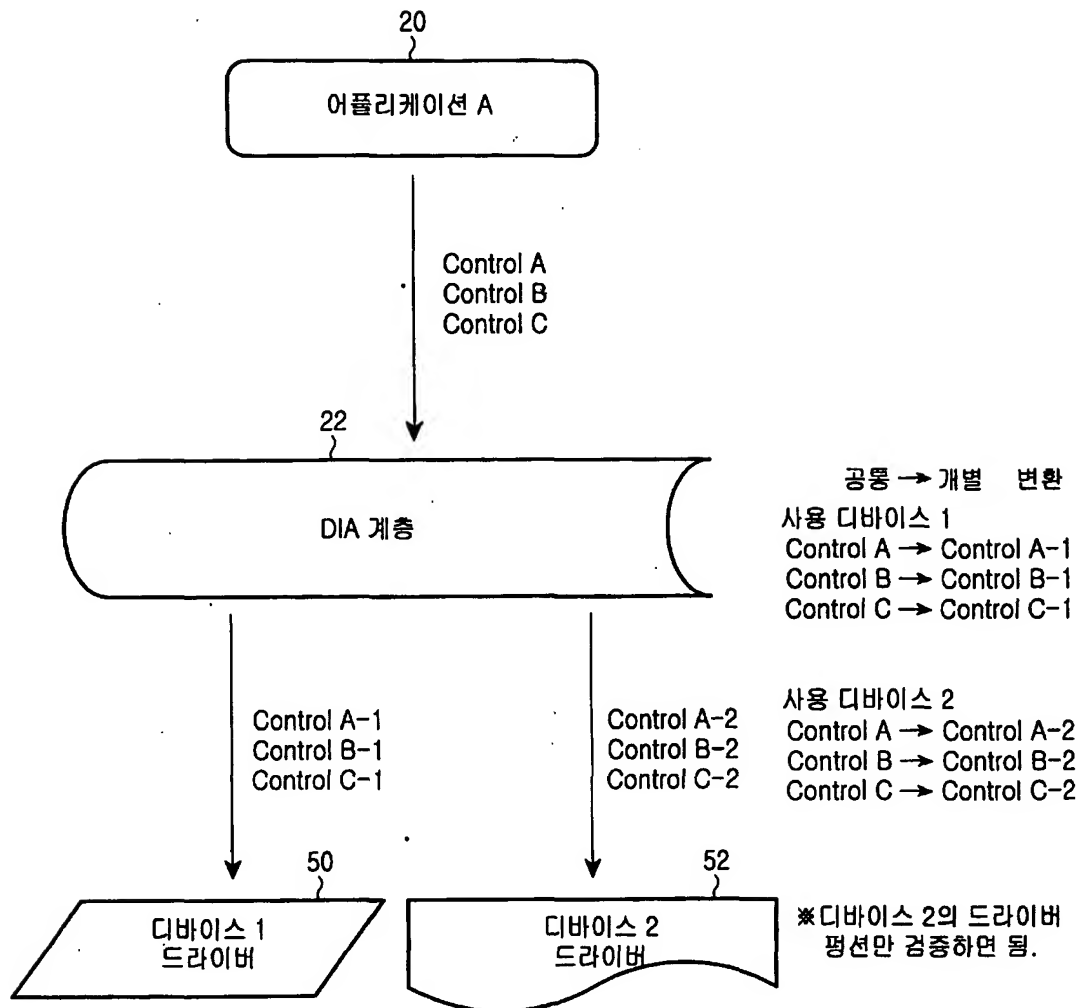 20
어플리케이션 A
Control A
Control B
Control C
22
DIA 계층
공통 → 개별 변환
사용 디바이스 1
Control A → Control A-1
Control B → Control B-1
Control C → Control C-1
사용 디바이스 2
Control A → Control A-2
Control B → Control B-2
Control C → Control C-2
Control A-1
Control B-1
Control C-1
Control A-2
Control B-2
Control C-2
50
디바이스 1
드라이버
52
디바이스 2
드라이버
※디바이스 2의 드라이버
펑션만 검증하면 됨.